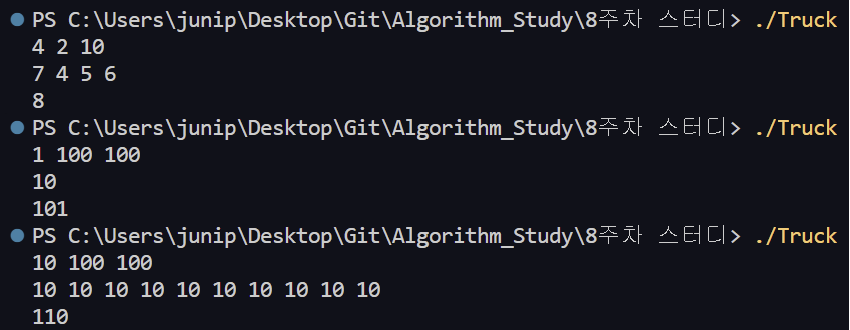 PS C:\Users\junip\Desktop\Git\Algorithm_Study\8주차 스터디> ./Truck
4 2 10
7 4 5 6
8
PS C:\Users\junip\Desktop\Git\Algorithm_Study\8주차 스터디> ./Truck
1 100 100
10
101
PS C:\Users\junip\Desktop\Git\Algorithm_Study\8주차 스터디> ./Truck
10 100 100
10 10 10 10 10 10 10 10 10 10
110